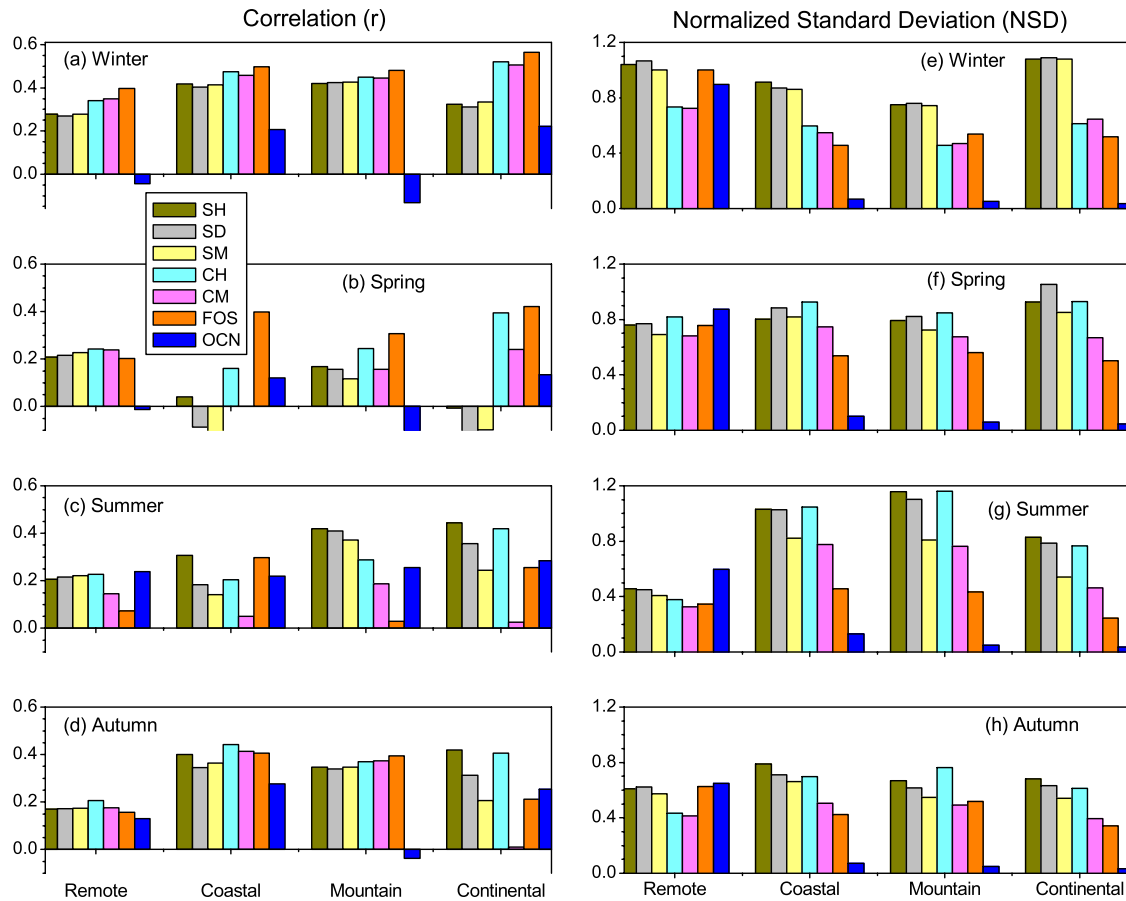 Correlation (r)
Normalized Standard Deviation (NSD)
0.6
0.4
0.2
0.0
(a) Winter
1.2
0.8
0.4
0.0
(e) Winter
SH
SD
SM
CH
CM
FOS
OCN
0.6
0.4
0.2
0.0
(b) Spring
1.2
0.8
0.4
0.0
(f) Spring
0.6
0.4
0.2
0.0
(c) Summer
1.2
0.8
0.4
0.0
(g) Summer
0.6
0.4
0.2
0.0
(d) Autumn
Remote Coastal Mountain Continental
1.2
0.8
0.4
0.0
(h) Autumn
Remote Coastal Mountain Continental